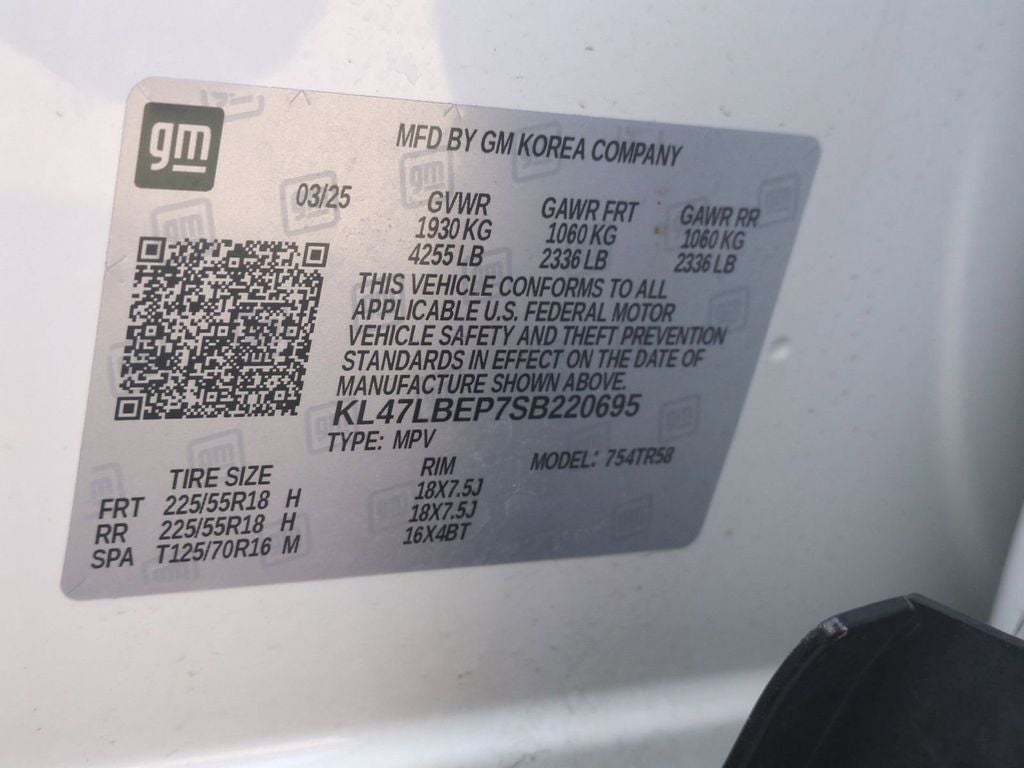 gm
MFD BY GM KOREA COMPANY
03/25 GVWR GAWR FRT GAWR RR
1930 KG 1060 KG 1060 KG
4255 LB 2336 LB 2336 LB
THIS VEHICLE CONFORMS TO ALL
APPLICABLE U.S. FEDERAL MOTOR
VEHICLE SAFETY AND THEFT PREVENTION
STANDARDS IN EFFECT ON THE DATE OF
MANUFACTURE SHOWN ABOVE.
KL47LBEP7SB220695
TYPE: MPV
TIRE SIZE RIM MODEL: 754TR58
FRT 225/55R18 H 18X7.5J
RR 225/55R18 H 18X7.5J
SPA T125/70R16 M 16X4BT